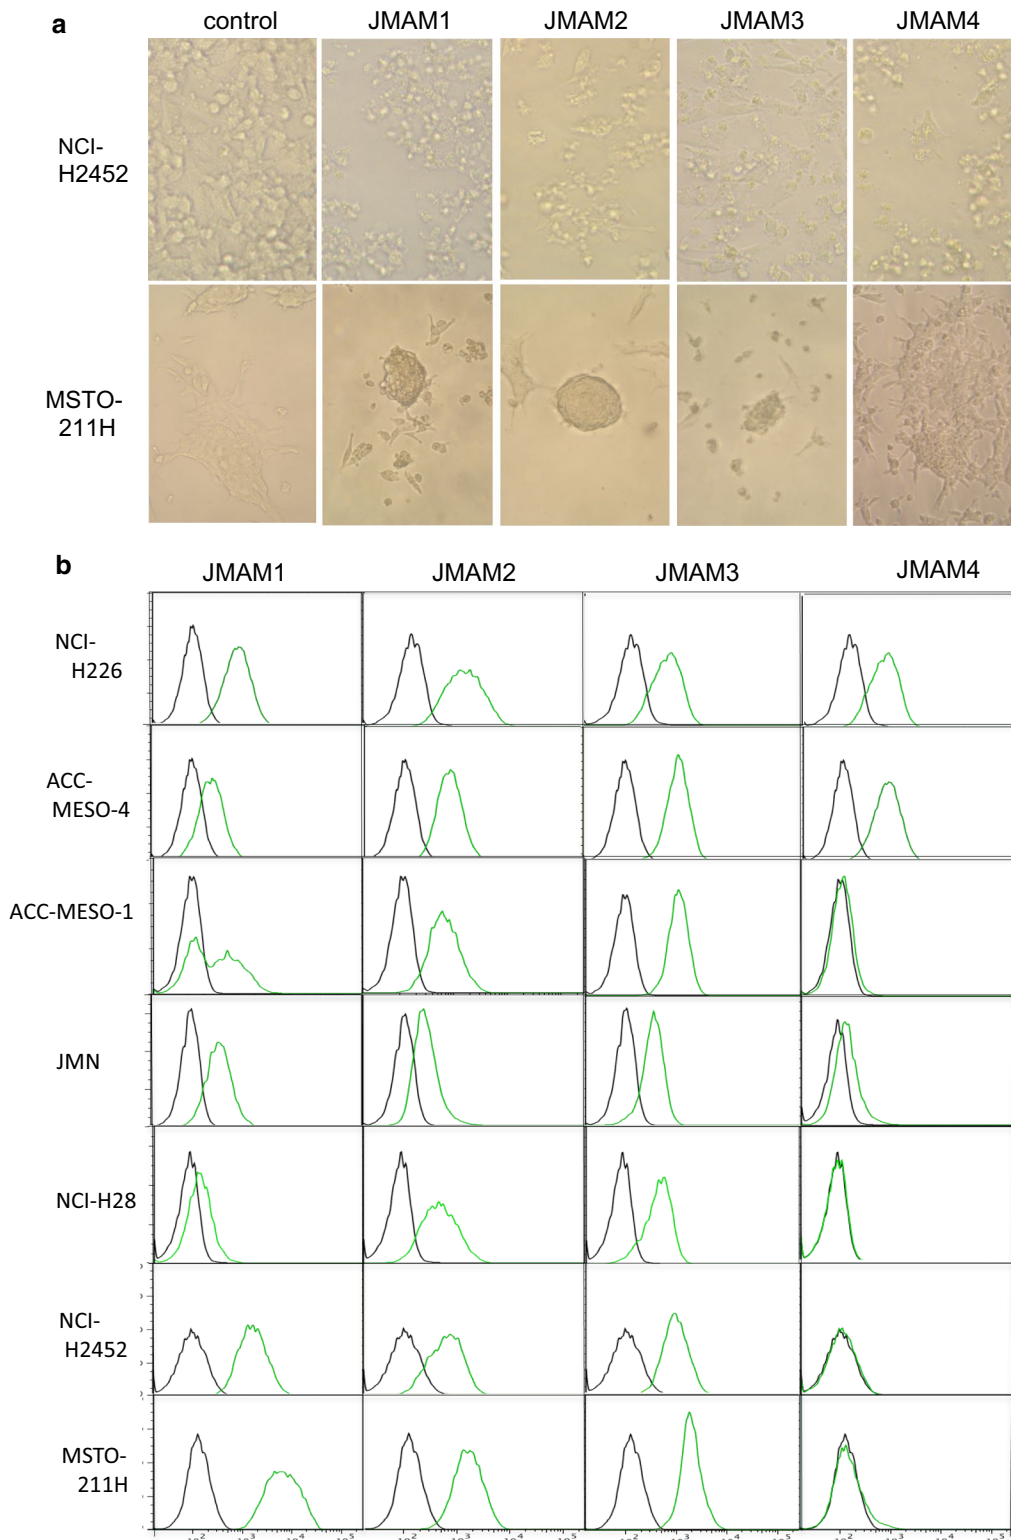 a
control JMAM1 JMAM2 JMAM3 JMAM4
NCI-
H2452
MSTO-
211H
b
JMAM1 JMAM2 JMAM3 JMAM4
NCI-
H226
ACC-
MESO-4
ACC-MESO-1
JMN
NCI-H28
NCI-
H2452
MSTO-
211H